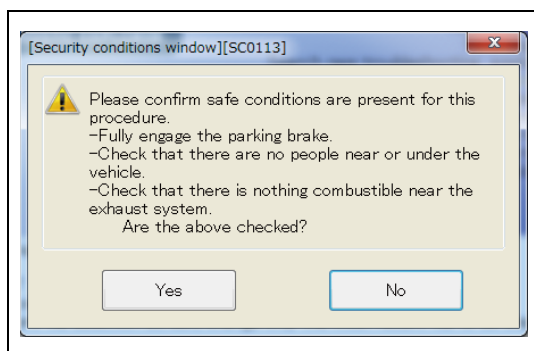 [Security conditions window][SC0113]
Please confirm safe conditions are present for this
procedure.
-Fully engage the parking brake.
-Check that there are no people near or under the
vehicle.
-Check that there is nothing combustible near the
exhaust system.
Are the above checked?
Yes
No